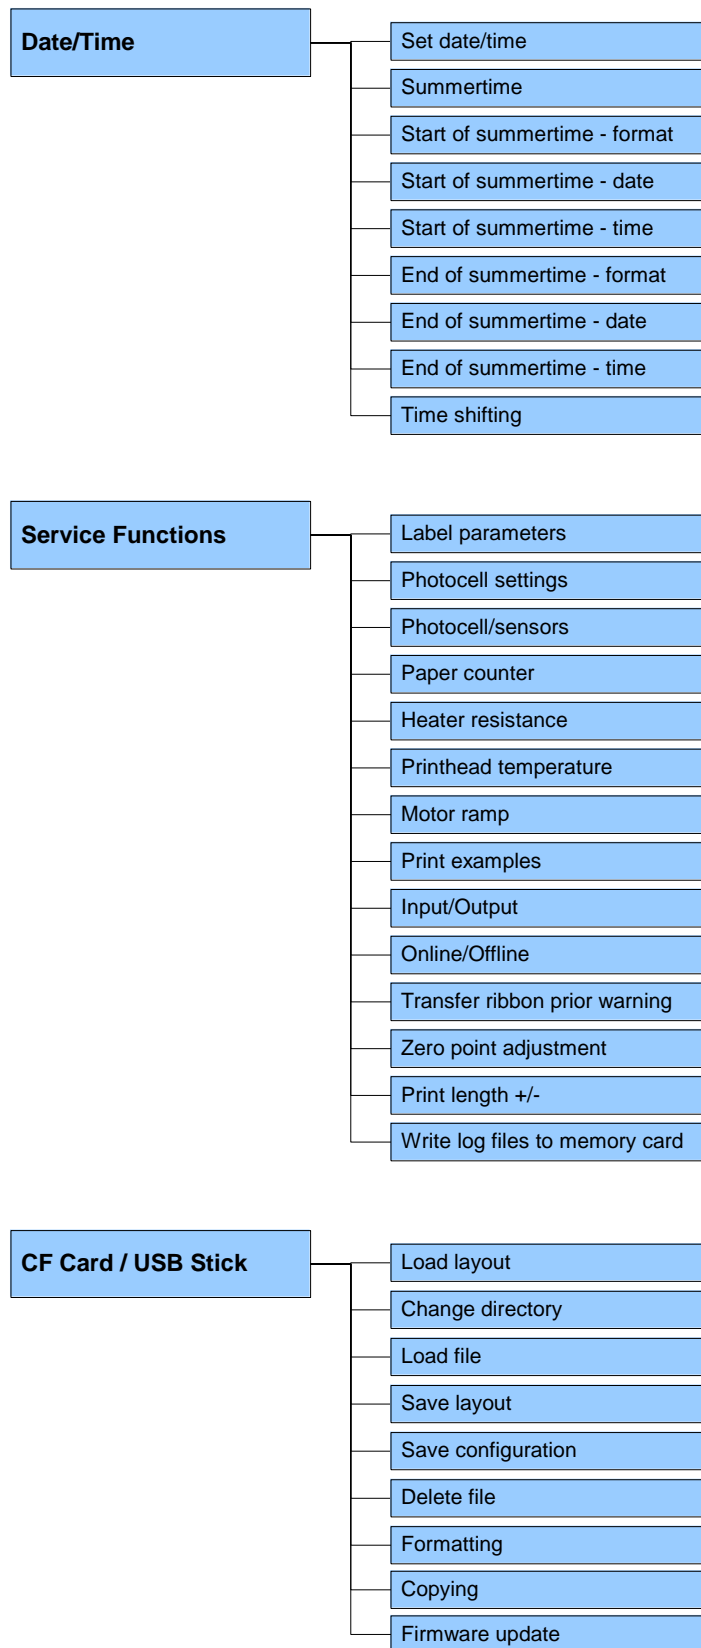 Date/Time
Set date/time
Summertime
Start of summertime - format
Start of summertime - date
Start of summertime - time
End of summertime - format
End of summertime - date
End of summertime - time
Time shifting
Service Functions
Label parameters
Photocell settings
Photocell/sensors
Paper counter
Heater resistance
Printhead temperature
Motor ramp
Print examples
Input/Output
Online/Offline
Transfer ribbon prior warning
Zero point adjustment
Print length +/-
Write log files to memory card
CF Card / USB Stick
Load layout
Change directory
Load file
Save layout
Save configuration
Delete file
Formatting
Copying
Firmware update